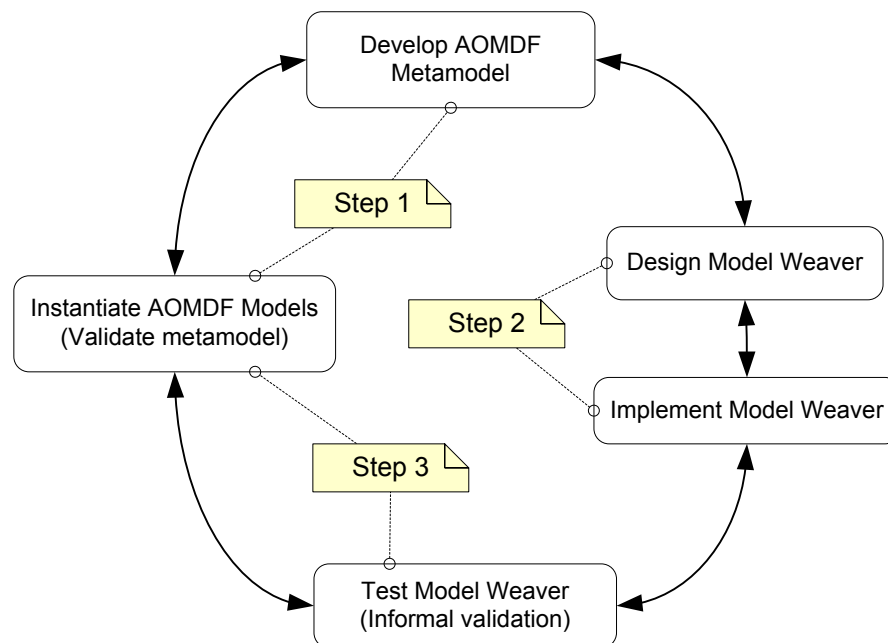 Develop AOMDF
Metamodel
Step 1
Design Model Weaver
Instantiate AOMDF Models
(Validate metamodel)
Step 2
Implement Model Weaver
Step 3
Test Model Weaver
(Informal validation)